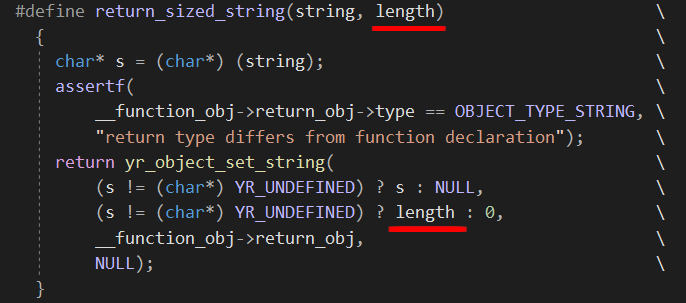 #define return_sized_string(string, length) \
{ \
char* s = (char*) (string); \
assertf( \
__function_obj->return_obj->type == OBJECT_TYPE_STRING, \
"return type differs from function declaration"); \
return yr_object_set_string( \
(s != (char*) YR_UNDEFINED) ? s : NULL, \
(s != (char*) YR_UNDEFINED) ? length : 0, \
__function_obj->return_obj, \
NULL); \
}